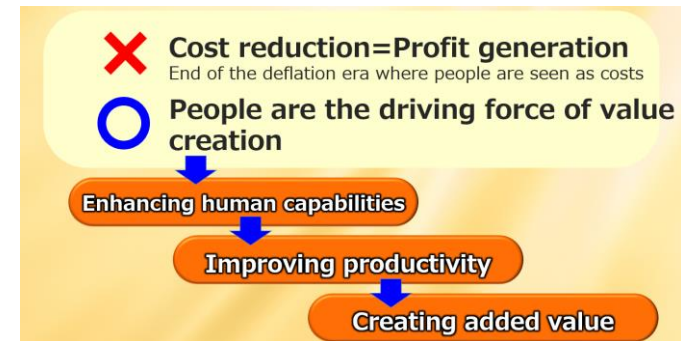 Cost reduction=Profit generation
End of the deflation era where people are seen as costs
People are the driving force of value
creation
Enhancing human capabilities
Improving productivity
Creating added value